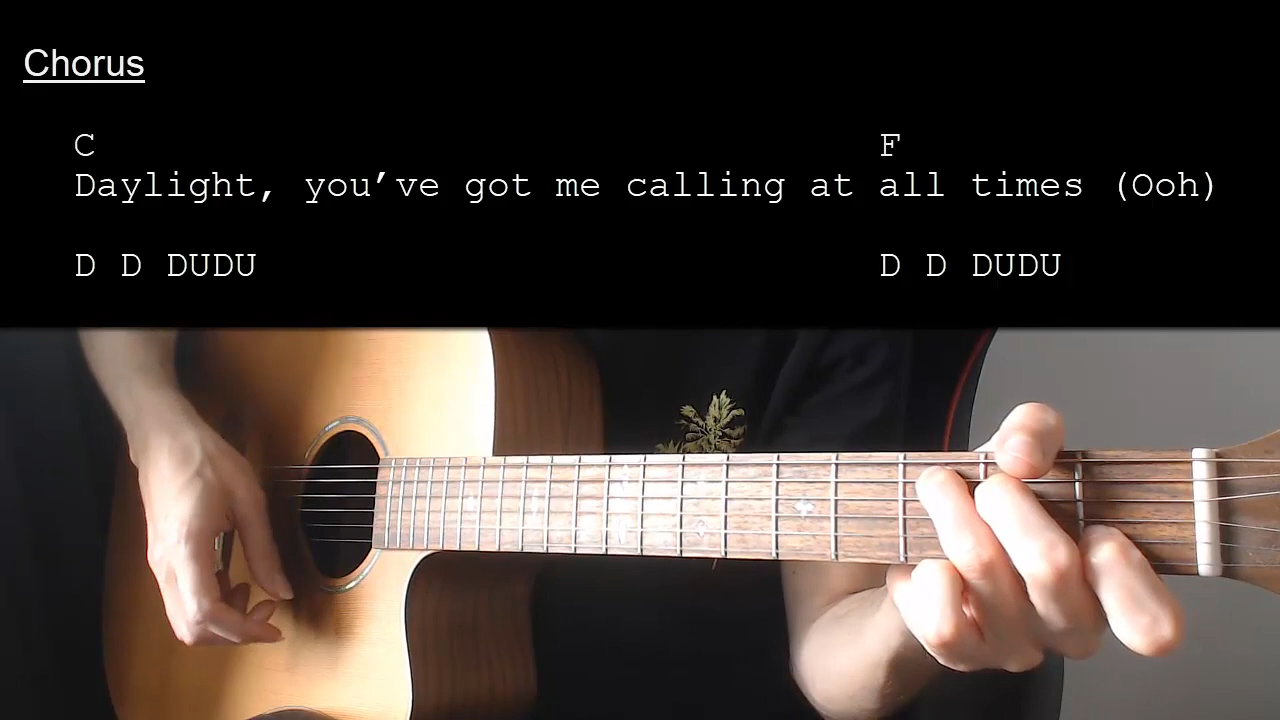 Chorus
C F
Daylight, you’ve got me calling at all times (Ooh)
D D DUDU D D DUDU